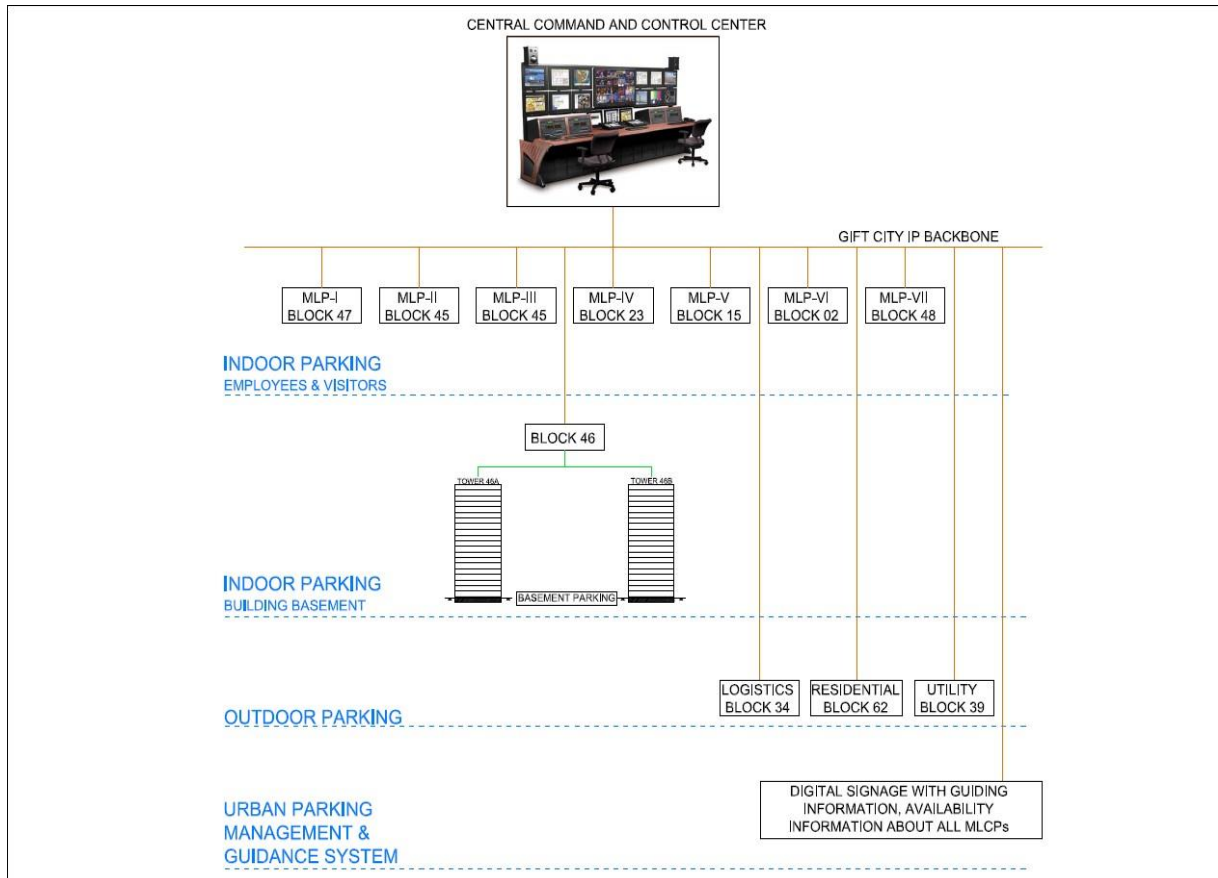 CENTRAL COMMAND AND CONTROL CENTER
GIFT CITY IP BACKBONE
MLP-I
BLOCK 47
MLP-II
BLOCK 45
MLP-III
BLOCK 45
MLP-IV
BLOCK 23
MLP-V
BLOCK 15
MLP-VI
BLOCK 02
MLP-VII
BLOCK 48
INDOOR PARKING
EMPLOYEES & VISITORS
BLOCK 46
TOWER 46A
TOWER 46B
BASEMENT PARKING
INDOOR PARKING
BUILDING BASEMENT
LOGISTICS
BLOCK 34
RESIDENTIAL
BLOCK 62
UTILITY
BLOCK 39
OUTDOOR PARKING
DIGITAL SIGNAGE WITH GUIDING
INFORMATION, AVAILABILITY
INFORMATION ABOUT ALL MLCPs
URBAN PARKING
MANAGEMENT &
GUIDANCE SYSTEM